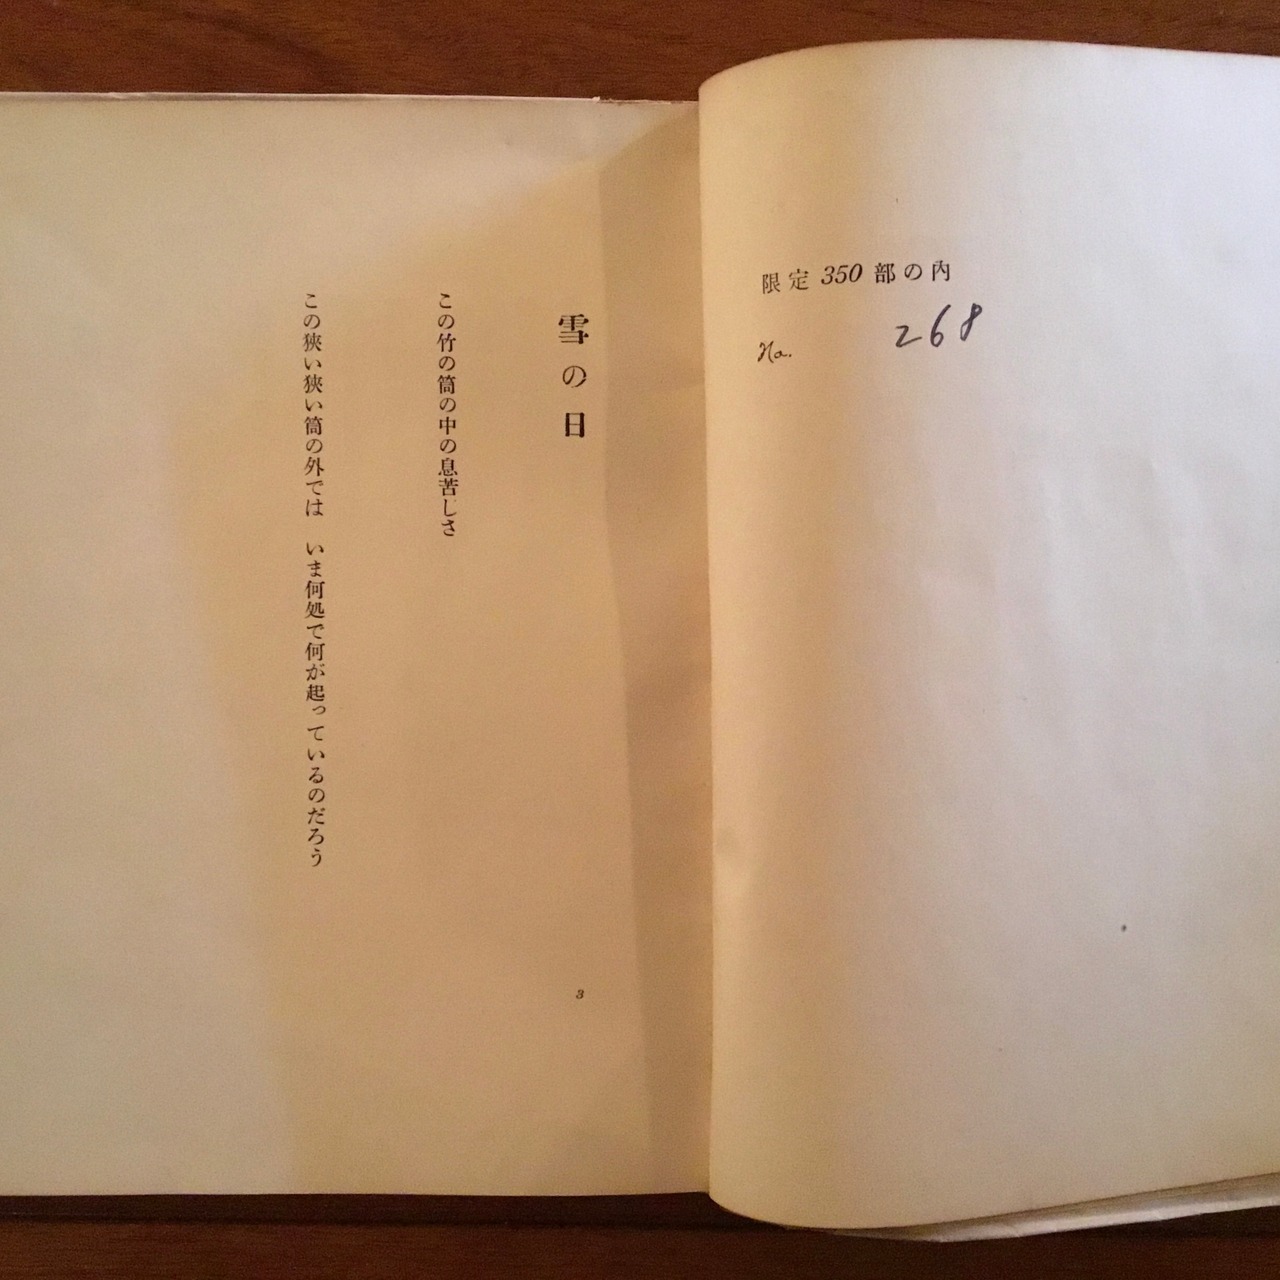 限定 350 部の內
No. 268
雪の日
この竹の筒の中の息苦しさ
この狭い狭い筒の外では　いま何処で何が起っているのだろう
3